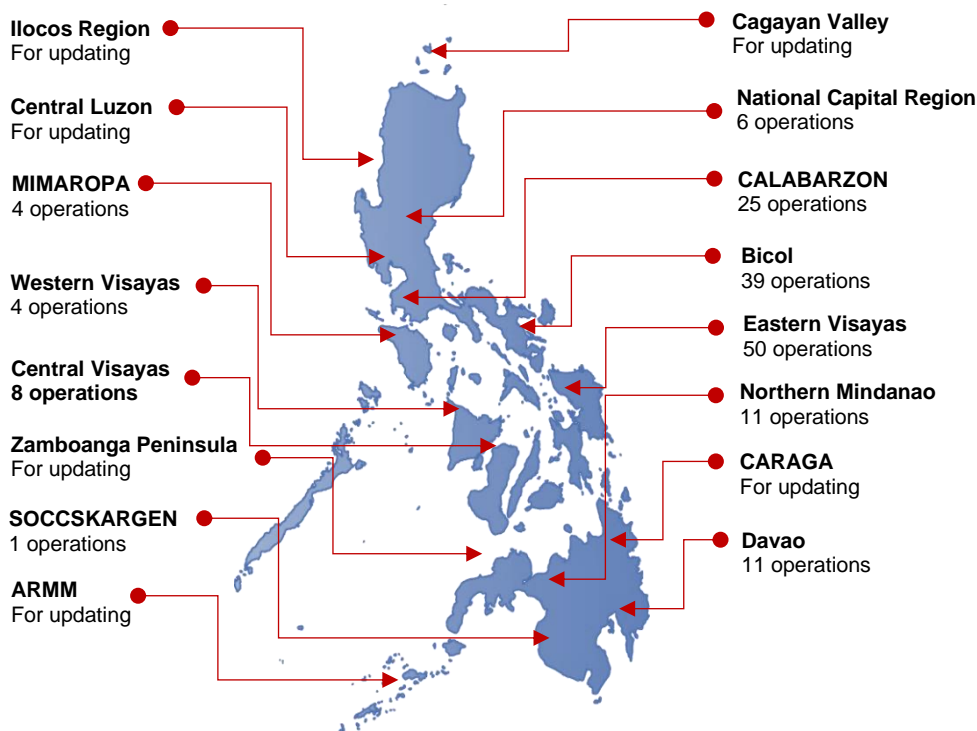 Ilocos Region
For updating
Central Luzon
For updating
MIMAROPA
4 operations
Western Visayas
4 operations
Central Visayas
8 operations
Zamboanga Peninsula
For updating
SOCCSKARGEN
1 operations
ARMM
For updating
Cagayan Valley
For updating
National Capital Region
6 operations
CALABARZON
25 operations
Bicol
39 operations
Eastern Visayas
50 operations
Northern Mindanao
11 operations
CARAGA
For updating
Davao
11 operations